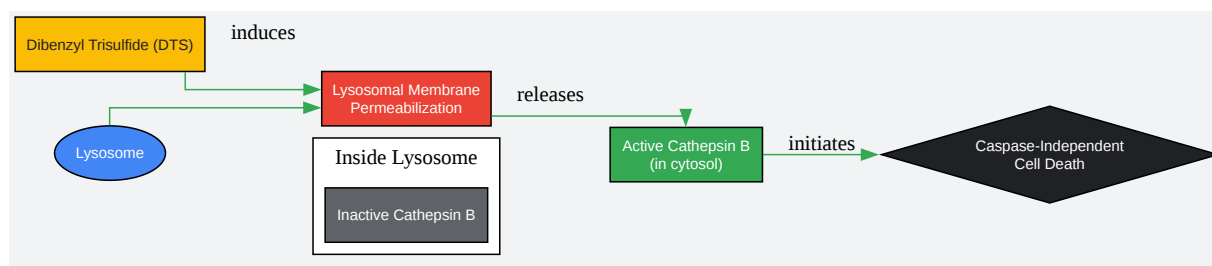 Dibenzyl Trisulfide (DTS)
induces
Lysosomal Membrane
Permeabilization
releases
Lysosome
Inside Lysosome
Inactive Cathepsin B
Active Cathepsin B
(in cytosol)
initiates
Caspase-Independent
Cell Death